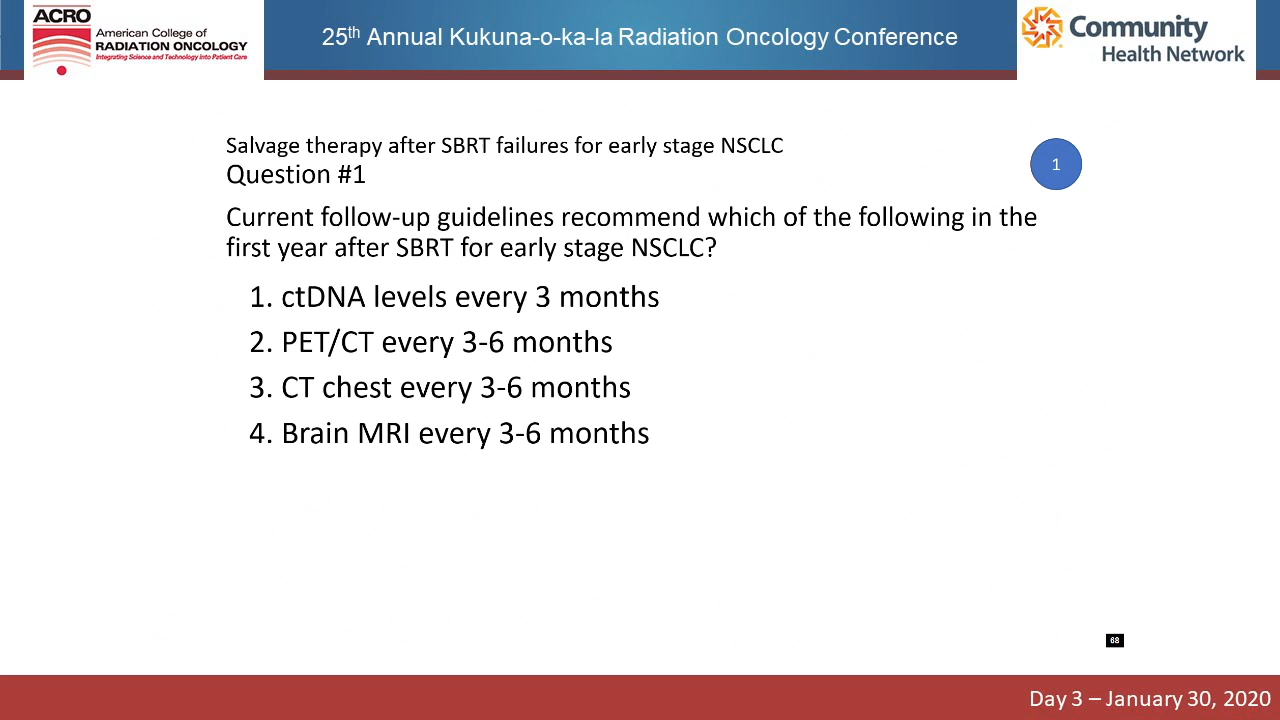 ACRO
American College of
RADIATION ONCOLOGY
Integrating Science and Technology Into Patient Care
25th Annual Kukuna-o-ka-la Radiation Oncology Conference
Community
Health Network
Salvage therapy after SBRT failures for early stage NSCLC
Question #1
1
Current follow-up guidelines recommend which of the following in the
first year after SBRT for early stage NSCLC?
1. ctDNA levels every 3 months
2. PET/CT every 3-6 months
3. CT chest every 3-6 months
4. Brain MRI every 3-6 months
68
Day 3 – January 30, 2020